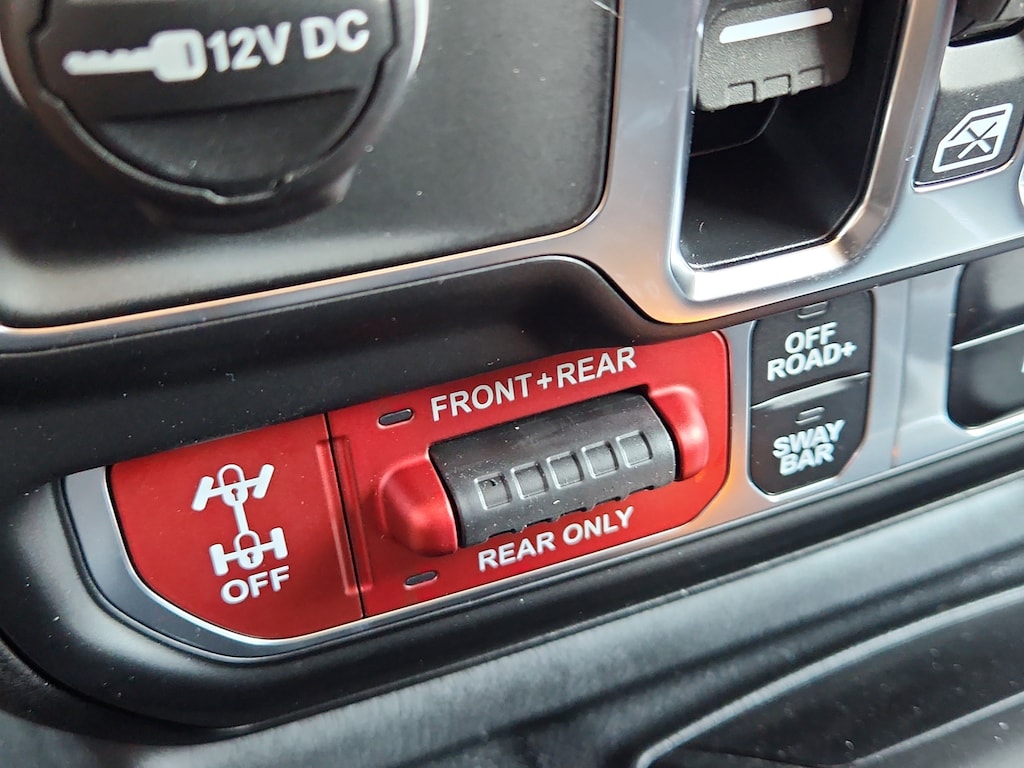 12V DC
OFF
ROAD+
FRONT+REAR
SWAY
BAR
REAR ONLY
OFF